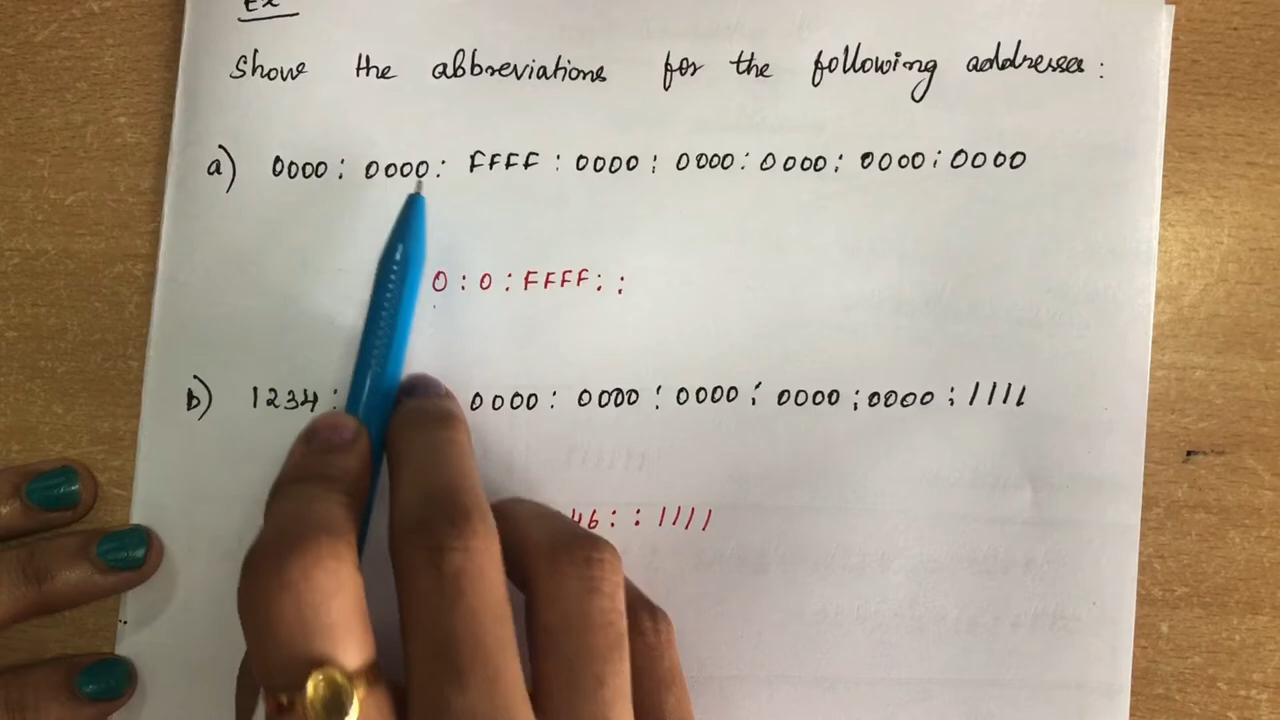 Ex
Show the abbreviations for the following addresses :
a) 0000 : 0000 : FFFF : 0000 : 0000 : 0000 : 0000 : 0000
0 : 0 : FFFF : :
b) 1234 : 0000 : 0000 : 0000 : 0000 : 0000 : 1111
46 : : 1111